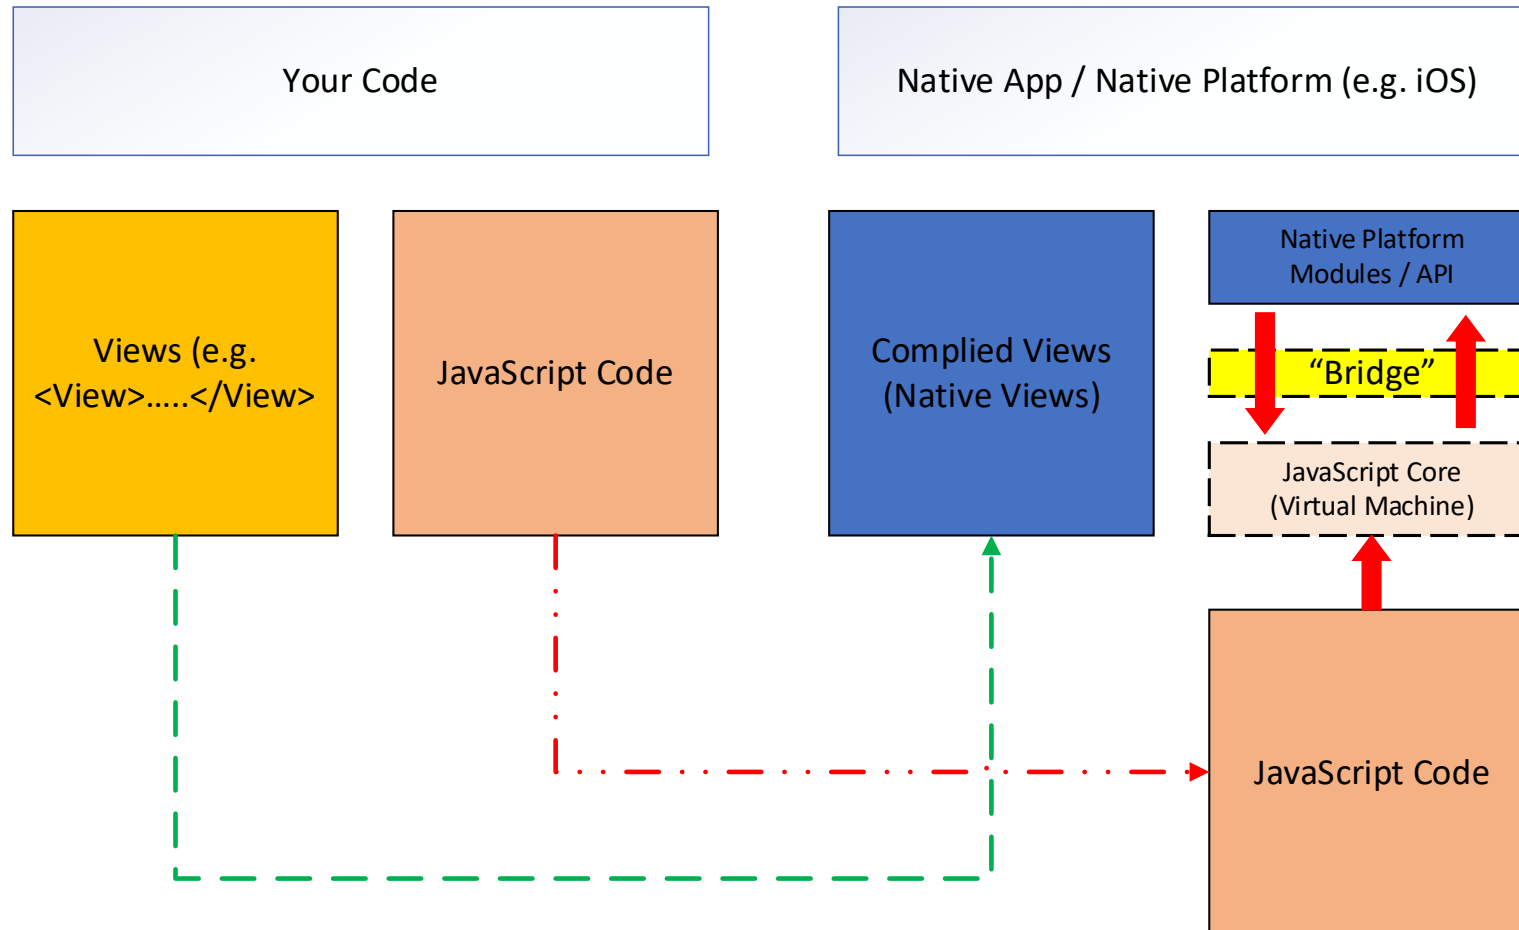 Your Code
Native App / Native Platform (e.g. iOS)
Views (e.g.
<View>.....</View>
JavaScript Code
Complied Views
(Native Views)
Native Platform
Modules / API
“Bridge”
JavaScript Core
(Virtual Machine)
JavaScript Code